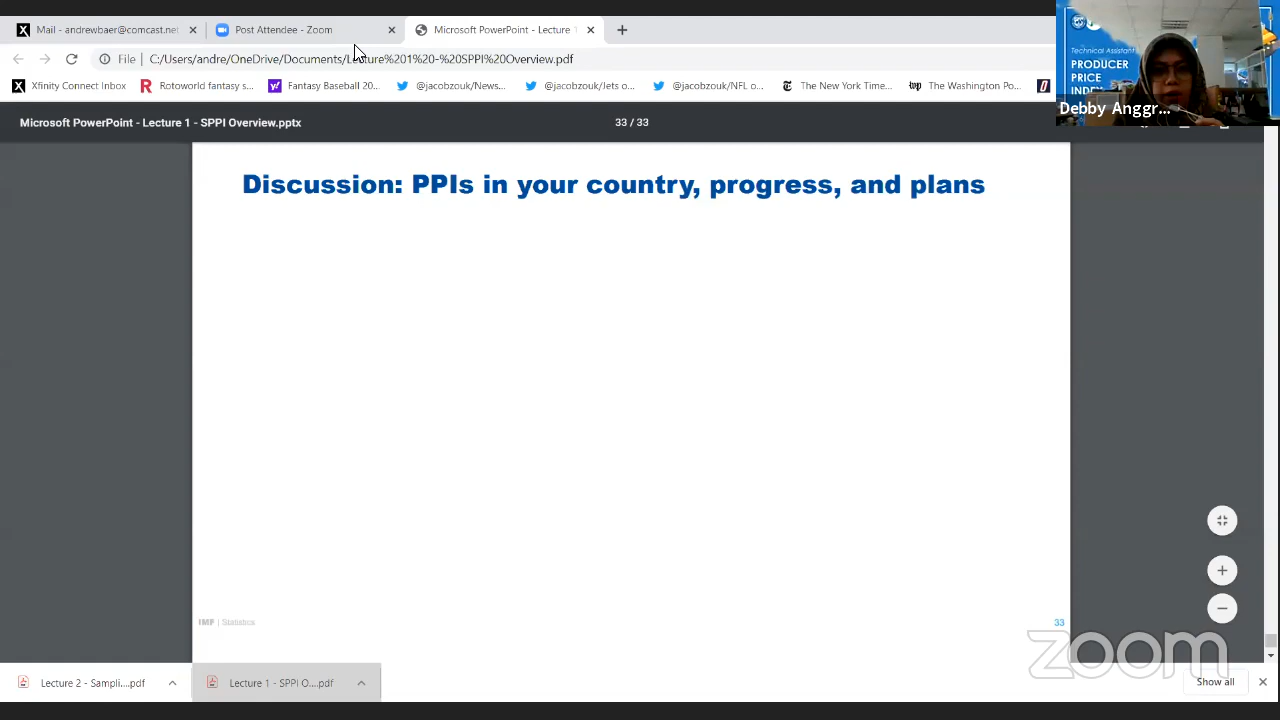 Mail - andrewbaer@comcast.net
Post Attendee - Zoom
Microsoft PowerPoint - Lecture 1
File | C:/Users/andre/OneDrive/Documents/Lecture%201%20-%20SPPI%20Overview.pdf
Xfinity Connect Inbox
Rotoworld fantasy s...
Fantasy Baseball 20...
@jacobzouk/News...
@jacobzouk/Jets o...
@jacobzouk/NFL o...
The New York Time...
The Washington Po...
Technical Assistan
PRODUCER
PRICE
INDEX
Debby Anggr...
Microsoft PowerPoint - Lecture 1 - SPPI Overview.pptx
33 / 33
Discussion: PPIs in your country, progress, and plans
IMF | Statistics
33
zoom
Lecture 2 - Sampli....pdf
Lecture 1 - SPPI O....pdf
Show all